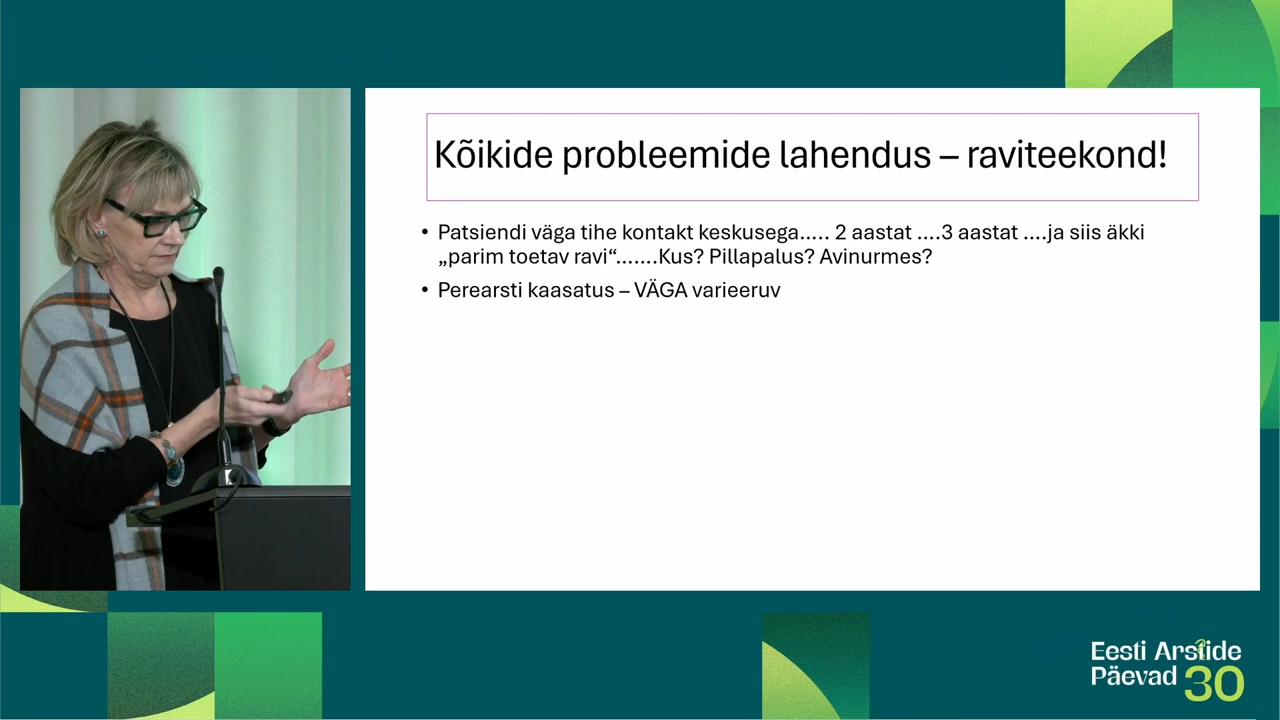 Kõikide probleemide lahendus – raviteekond!
• Patsiendi väga tihe kontakt keskusega..... 2 aastat ....3 aastat ....ja siis äkki
„parim toetav ravi“.......Kus? Pillapalus? Avinurmes?
• Perearsti kaasatus – VÄGA varieeruv
Eesti Arstide
Päevad 30